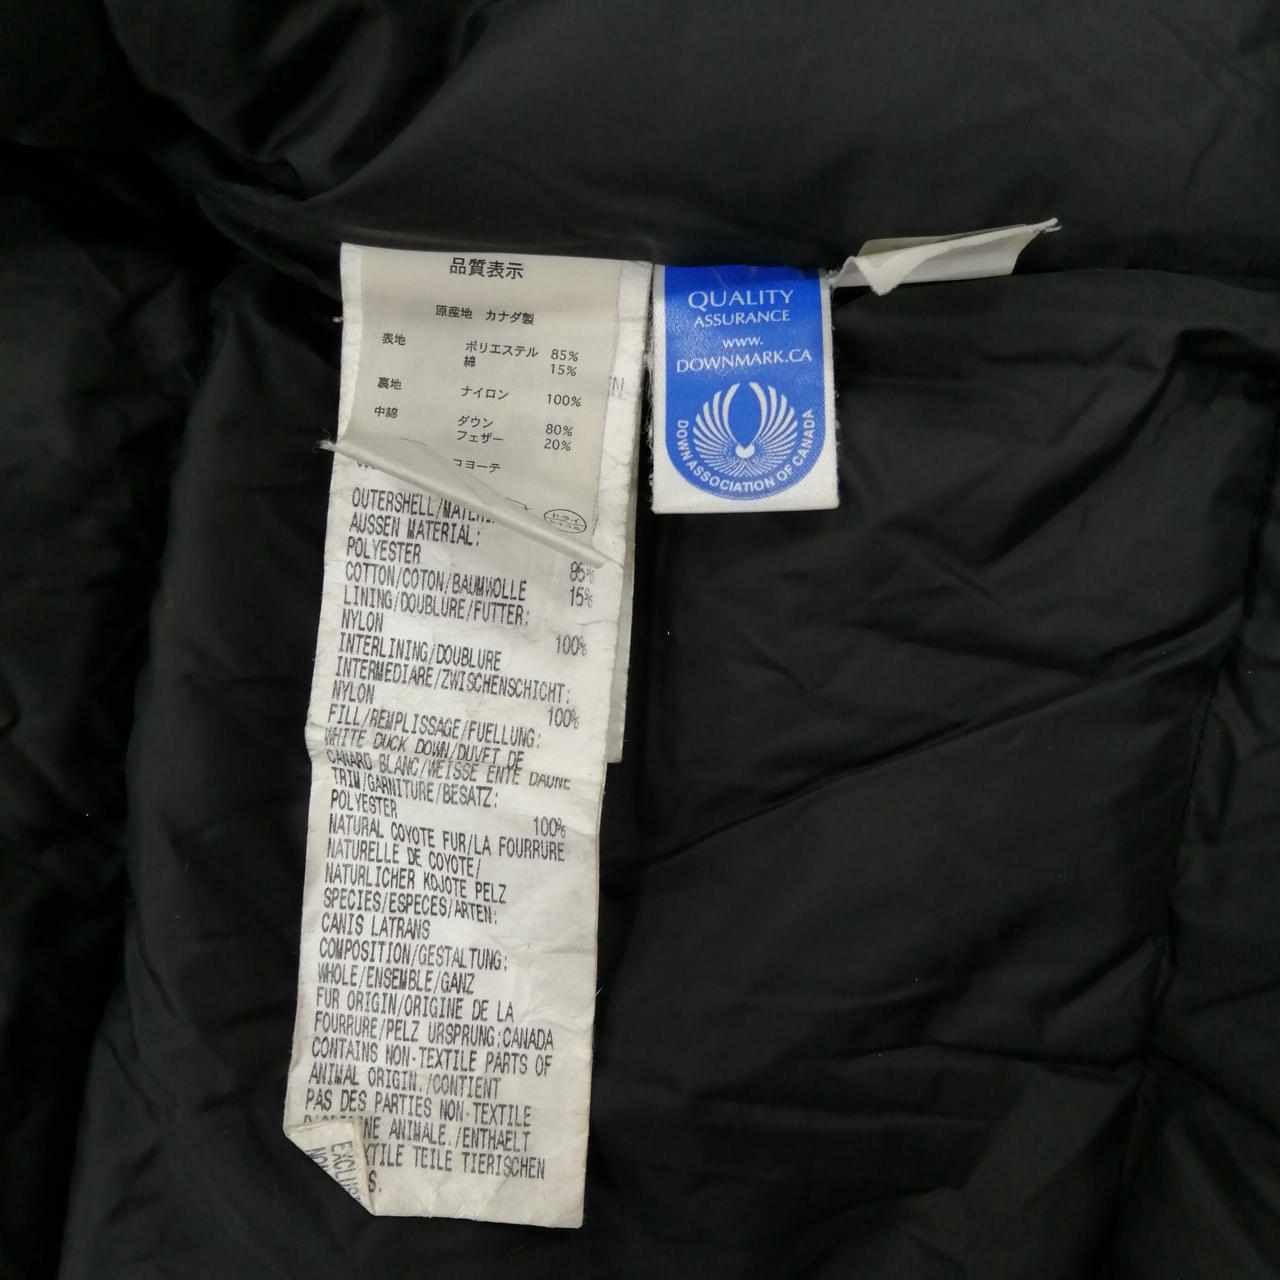 品質表示
原産地 カナダ製
表地 ポリエステル 85%
綿 15%
裏地 ナイロン 100%
中綿 ダウン 80%
フェザー 20%
コヨーテ
ドライ
QUALITY
ASSURANCE
www.
DOWNMARK.CA
DOWN ASSOCIATION OF CANADA
OUTERSHELL/
AUSSEN MATERIAL:
POLYESTER 85%
COTTON/COTON/BAUMWOLLE 15%
LINING/DOUBLURE/FUTTER:
NYLON 100%
INTERLINING/DOUBLURE
INTERMEDIARE/ZWISCHENSCHICHT:
NYLON 100%
FILL/REMPLISSAGE/FUELLUNG:
WHITE DUCK DOWN/DUVET DE
CANARD BLANC/WEISSE ENTE DAUNE
TRIM/GARNITURE/BESATZ:
POLYESTER 100%
NATURAL COYOTE FUR/LA FOURRURE
NATURELLE DE COYOTE/
NATURLICHER KOJOTE PELZ
SPECIES/ESPECES/ARTEN:
CANIS LATRANS
COMPOSITION/GESTALTUNG:
WHOLE/ENSEMBLE/GANZ
FUR ORIGIN/ORIGINE DE LA
FOURRURE/PELZ URSPRUNG:CANADA
CONTAINS NON-TEXTILE PARTS OF
ANIMAL ORIGIN./CONTIENT
PAS DES PARTIES NON-TEXTILE
ANIMALE./ENTHAELT
TEILE TIERISCHEN